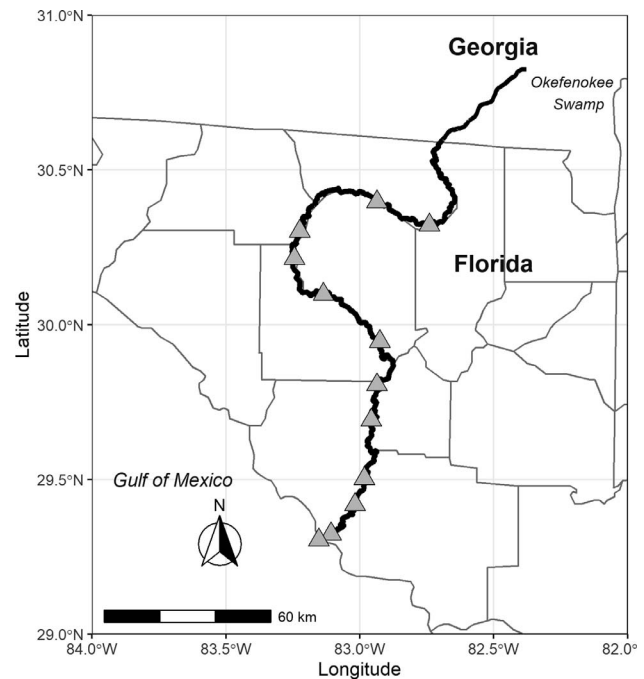 31.0°N
Georgia
Okefenokee
Swamp
30.5°N
Florida
30.0°N
Latitude
29.5°N
Gulf of Mexico
N
60 km
29.0°N
84.0°W
83.5°W
83.0°W
82.5°W
82.0°
Longitude